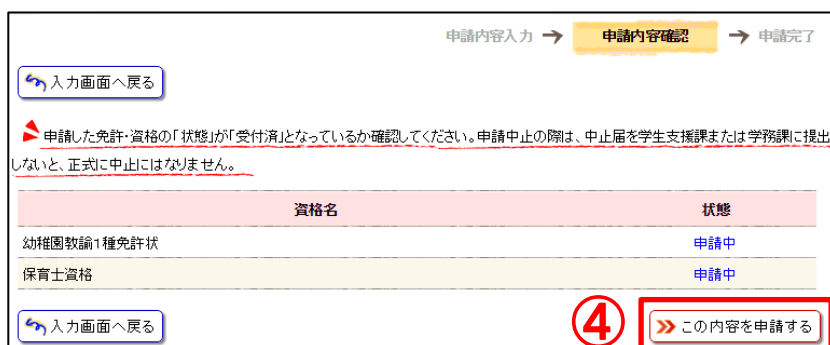 申請内容入力 → 申請内容確認 → 申請完了
入力画面へ戻る
申請した免許・資格の「状態」が「受付済」となっているか確認してください。申請中止の際は、中止届を学生支援課または学務課に提出
しないと、正式に中止にはなりません。
資格名 状態
幼稚園教諭1種免許状 申請中
保育士資格 申請中
入力画面へ戻る ④ この内容を申請する